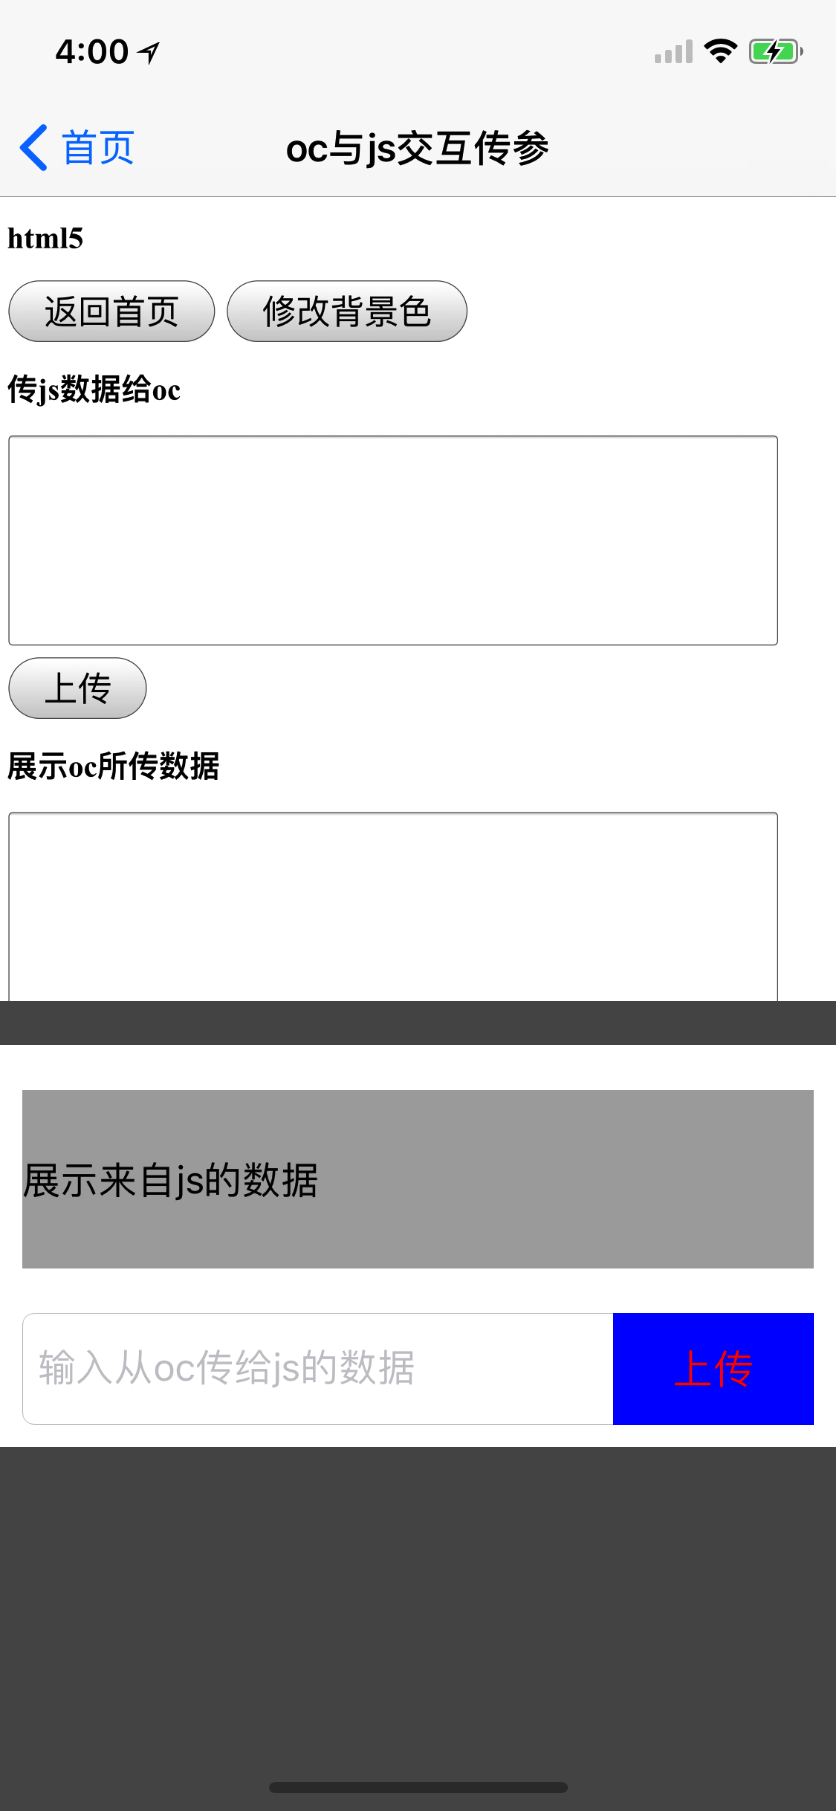 4:00
首页
oc与js交互传参
html5
返回首页 修改背景色
传js数据给oc
上传
展示oc所传数据
展示来自js的数据
输入从oc传给js的数据 上传